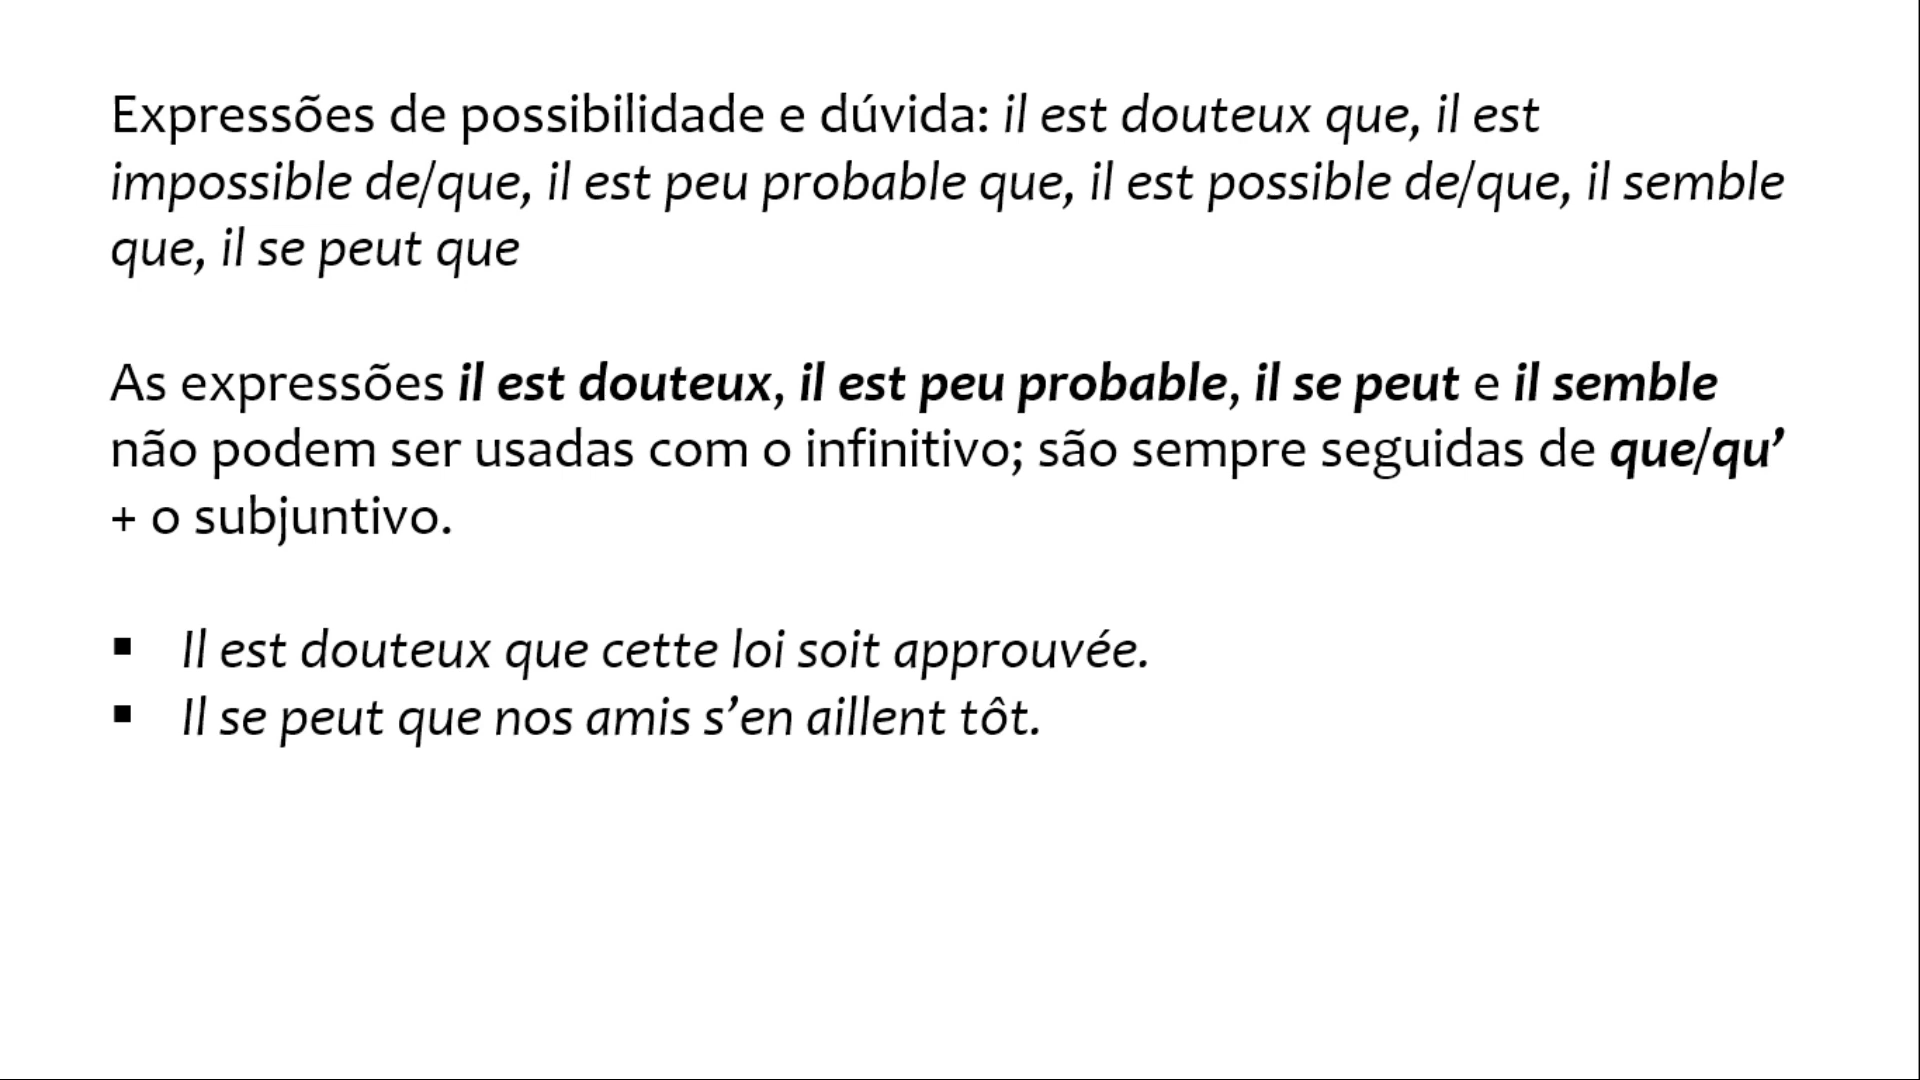 Expressões de possibilidade e dúvida: il est douteux que, il est
impossible de/que, il est peu probable que, il est possible de/que, il semble
que, il se peut que
As expressões il est douteux, il est peu probable, il se peut e il semble
não podem ser usadas com o infinitivo; são sempre seguidas de que/qu’
+ o subjuntivo.
▪ Il est douteux que cette loi soit approuvée.
▪ Il se peut que nos amis s’en aillent tôt.